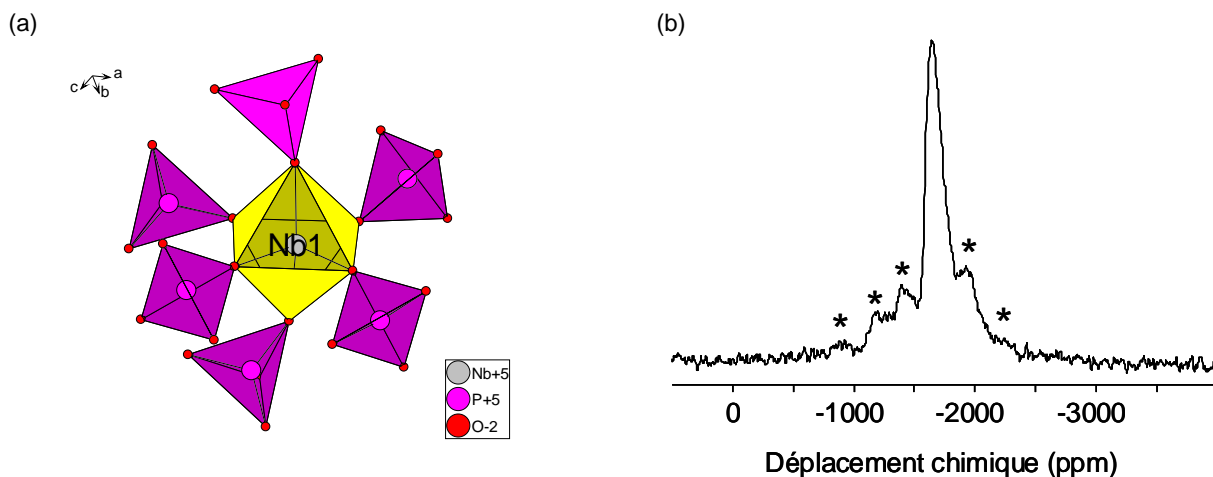 (a)
c
a
b
Nb1
Nb+5
P+5
O-2
(b)
*
*
*
*
*
0 -1000 -2000 -3000
Déplacement chimique (ppm)